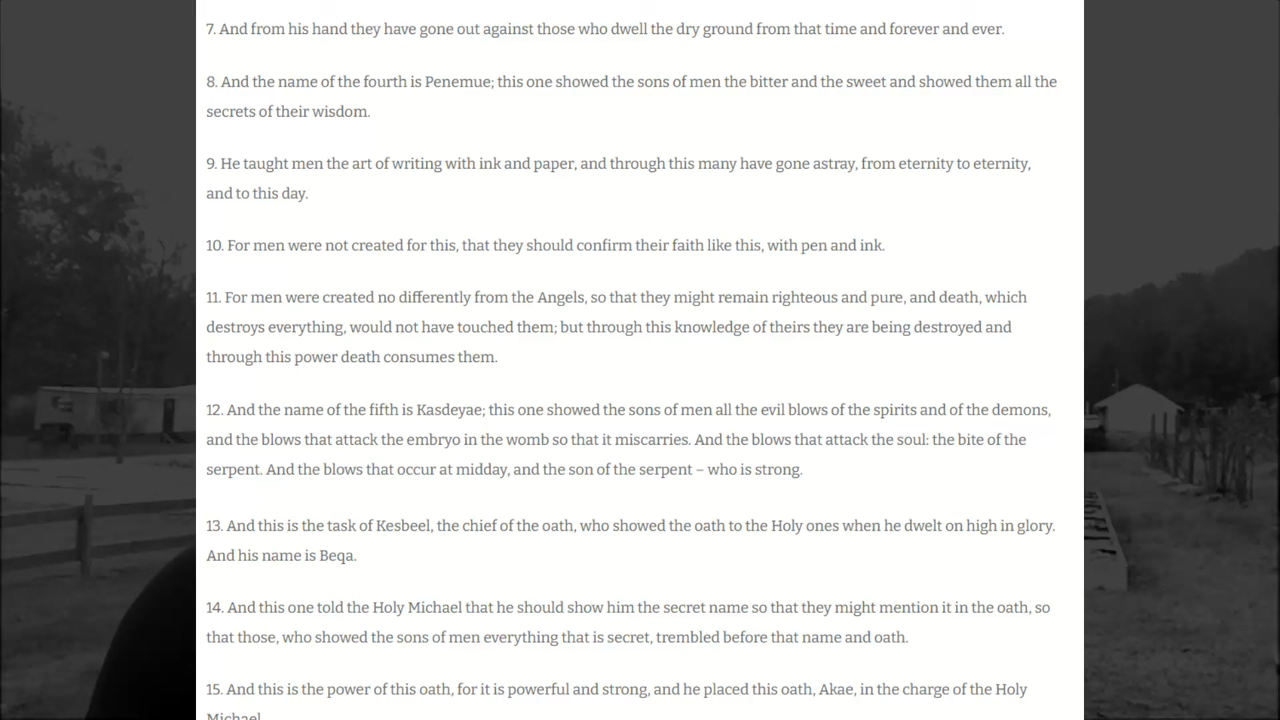 7. And from his hand they have gone out against those who dwell the dry ground from that time and forever and ever.
8. And the name of the fourth is Penemue; this one showed the sons of men the bitter and the sweet and showed them all the
secrets of their wisdom.
9. He taught men the art of writing with ink and paper, and through this many have gone astray, from eternity to eternity,
and to this day.
10. For men were not created for this, that they should confirm their faith like this, with pen and ink.
11. For men were created no differently from the Angels, so that they might remain righteous and pure, and death, which
destroys everything, would not have touched them; but through this knowledge of theirs they are being destroyed and
through this power death consumes them.
12. And the name of the fifth is Kasdeyae; this one showed the sons of men all the evil blows of the spirits and of the demons,
and the blows that attack the embryo in the womb so that it miscarries. And the blows that attack the soul: the bite of the
serpent. And the blows that occur at midday, and the son of the serpent – who is strong.
13. And this is the task of Kesbeel, the chief of the oath, who showed the oath to the Holy ones when he dwelt on high in glory.
And his name is Beqa.
14. And this one told the Holy Michael that he should show him the secret name so that they might mention it in the oath, so
that those, who showed the sons of men everything that is secret, trembled before that name and oath.
15. And this is the power of this oath, for it is powerful and strong, and he placed this oath, Akae, in the charge of the Holy
Michael